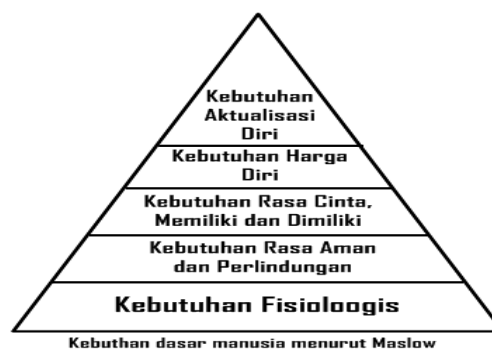 Kebutuhan
Aktualisasi
Diri
Kebutuhan Harga
Diri
Kebutuhan Rasa Cinta,
Memiliki dan Dimiliki
Kebutuhan Rasa Aman
dan Perlindungan
Kebutuhan Fisioloogis
Kebuthan dasar manusia menurut Maslow